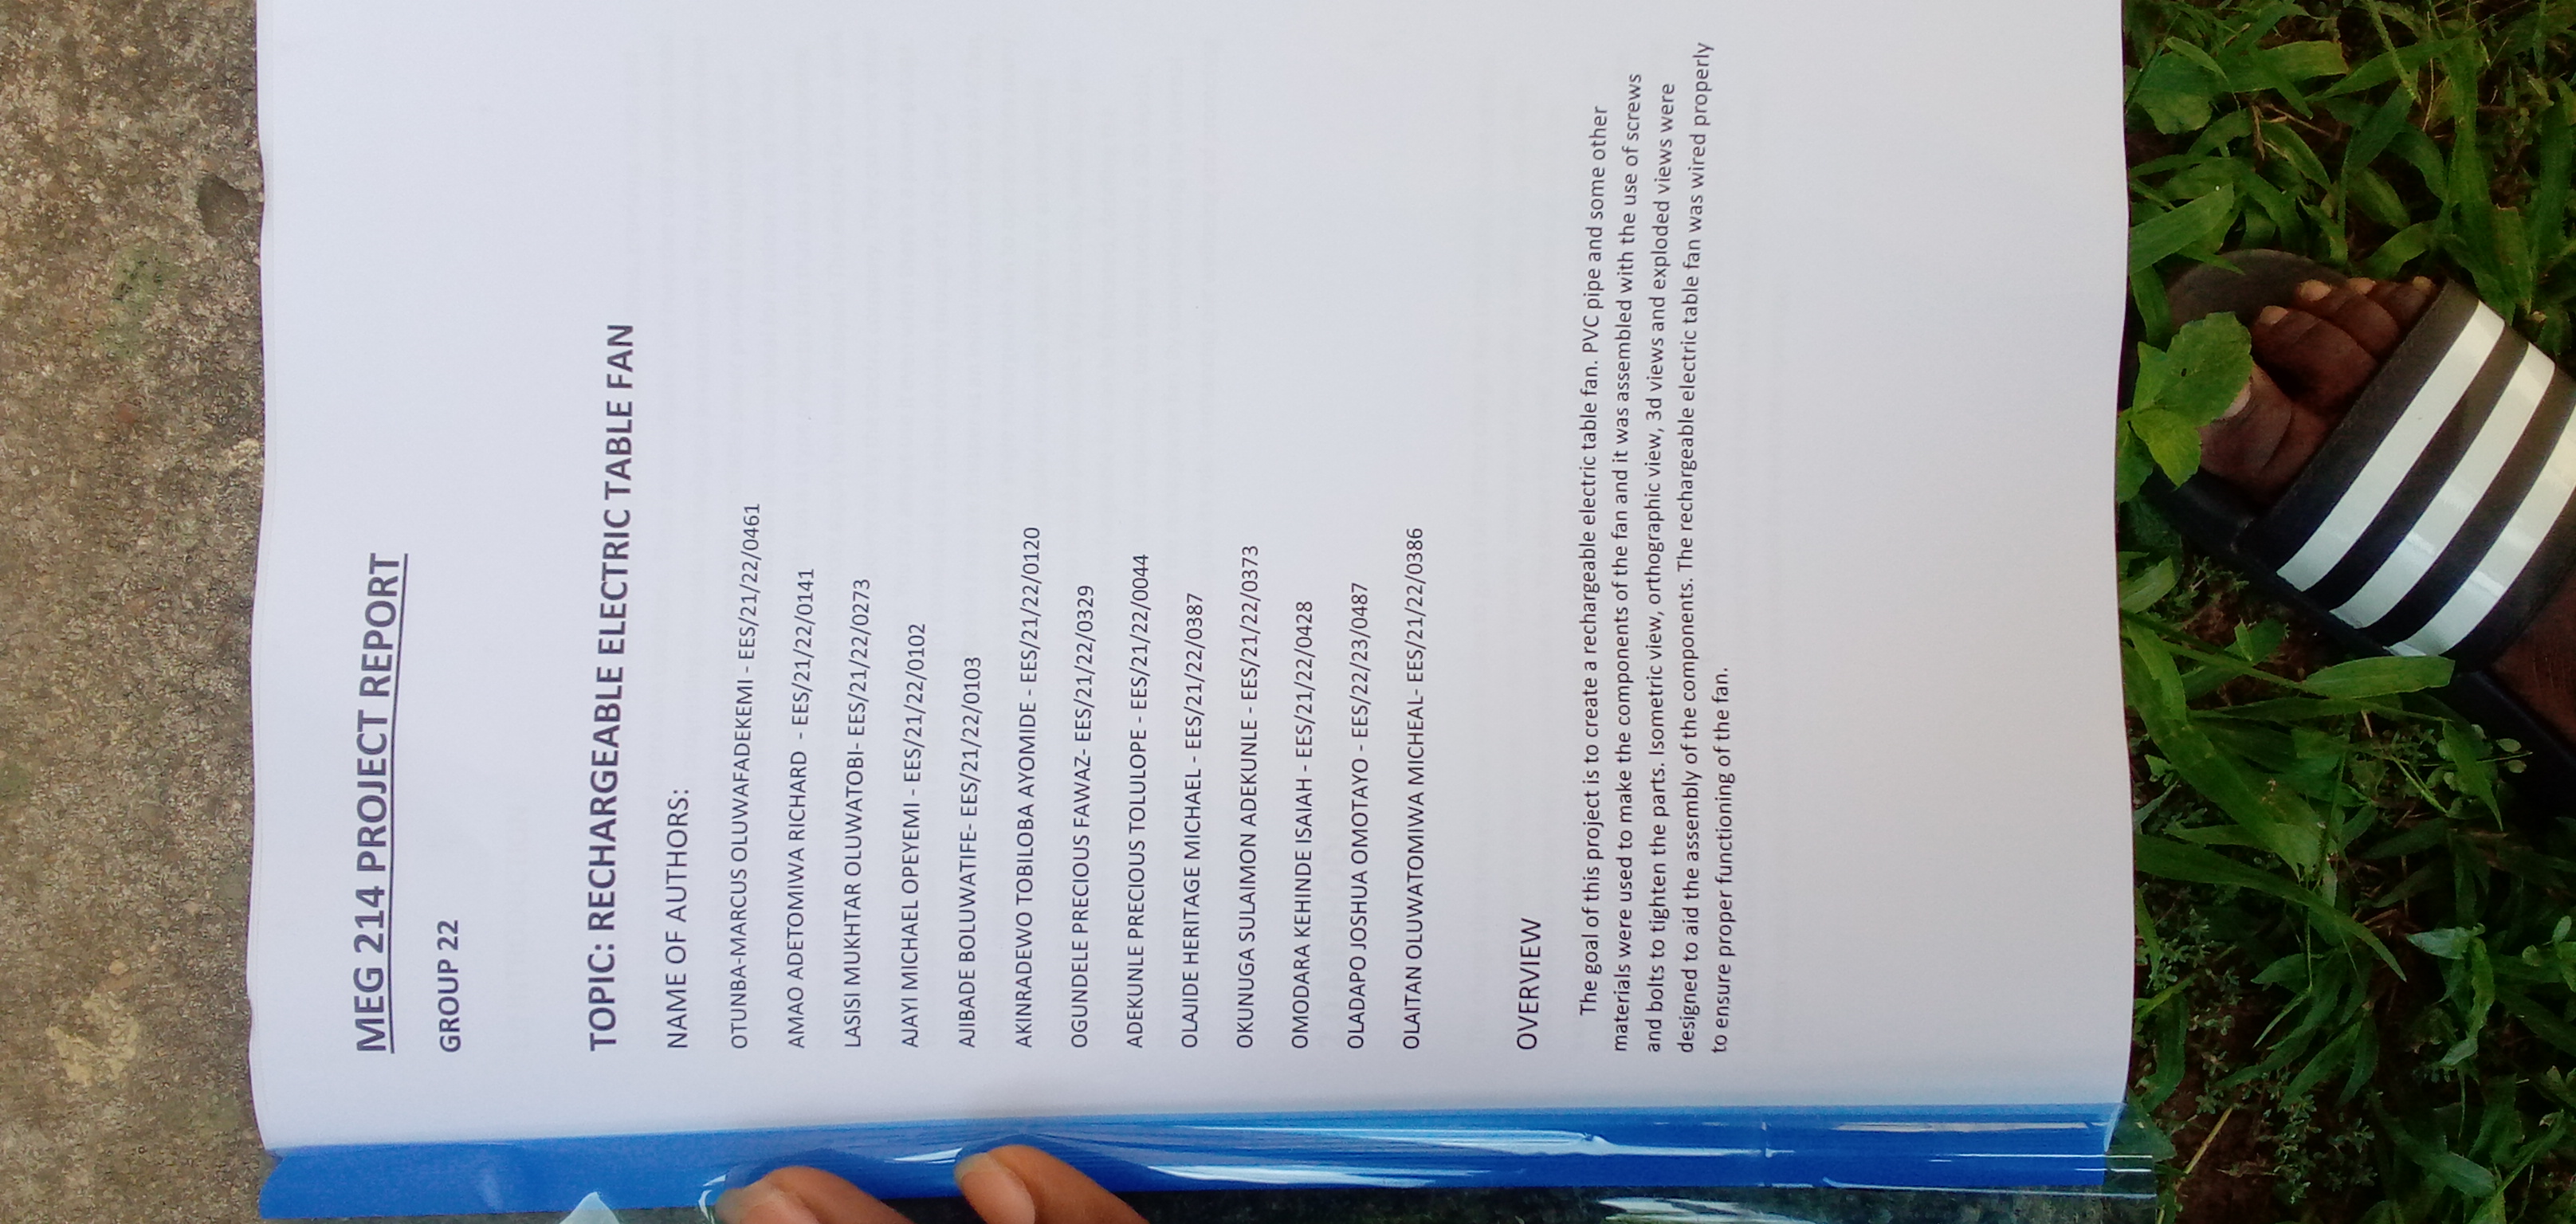 MEG 214 PROJECT REPORT
GROUP 22
TOPIC: RECHARGEABLE ELECTRIC TABLE FAN
NAME OF AUTHORS:
OTUNBA-MARCUS OLUWAFADEKEMI - EES/21/22/0461
AMAO ADETOMIWA RICHARD - EES/21/22/0141
LASISI MUKHTAR OLUWATOBI- EES/21/22/0273
AJAYI MICHAEL OPEYEMI - EES/21/22/0102
AJIBADE BOLUWATIFE- EES/21/22/0103
AKINRADEWO TOBILOBA AYOMIDE - EES/21/22/0120
OGUNDELE PRECIOUS FAWAZ- EES/21/22/0329
ADEKUNLE PRECIOUS TOLULOPE - EES/21/22/0044
OLAJIDE HERITAGE MICHAEL - EES/21/22/0387
OKUNUGA SULAIMON ADEKUNLE - EES/21/22/0373
OMODARA KEHINDE ISAIAH - EES/21/22/0428
OLADAPO JOSHUA OMOTAYO - EES/22/23/0487
OLAITAN OLUWATOMIWA MICHEAL- EES/21/22/0386
OVERVIEW
The goal of this project is to create a rechargeable electric table fan. PVC pipe and some other
materials were used to make the components of the fan and it was assembled with the use of screws
and bolts to tighten the parts. Isometric view, orthographic view, 3d views and exploded views were
designed to aid the assembly of the components. The rechargeable electric table fan was wired properly
to ensure proper functioning of the fan.